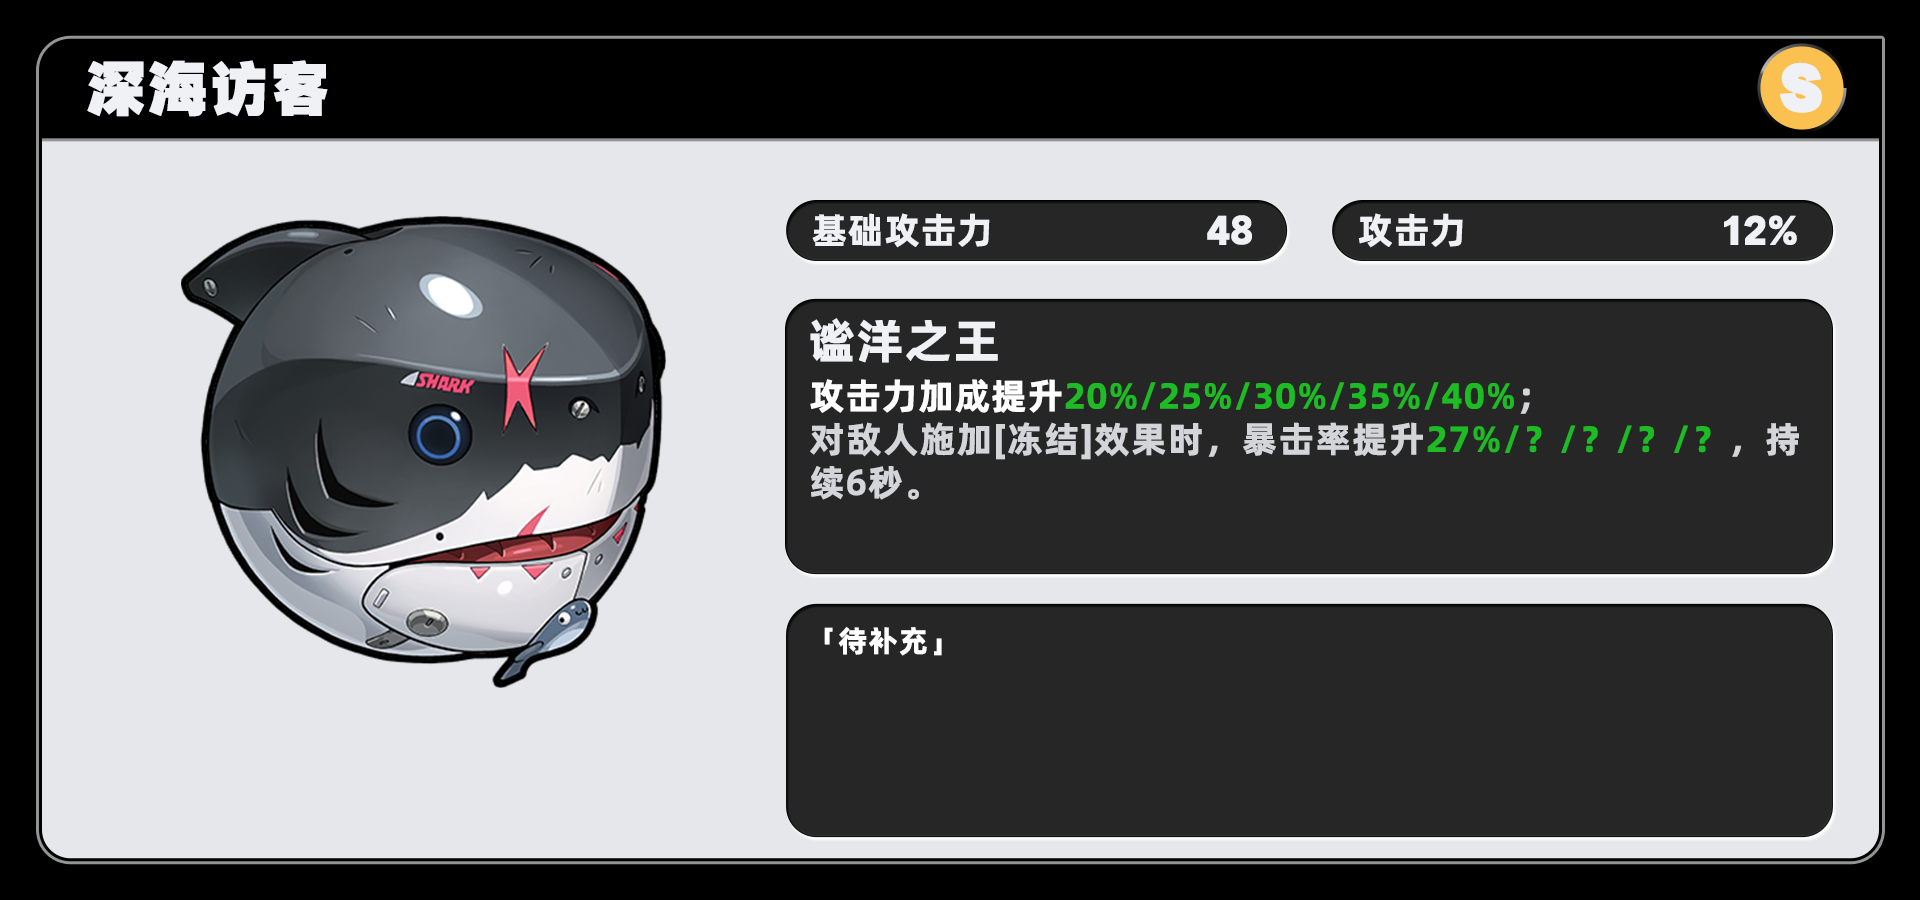 深海访客
S
基础攻击力 48
攻击力 12%
谧洋之王
攻击力加成提升20%/25%/30%/35%/40%；
对敌人施加[冻结]效果时，暴击率提升27%/？/？/？/？，持
续6秒。
SHARK
「待补充」